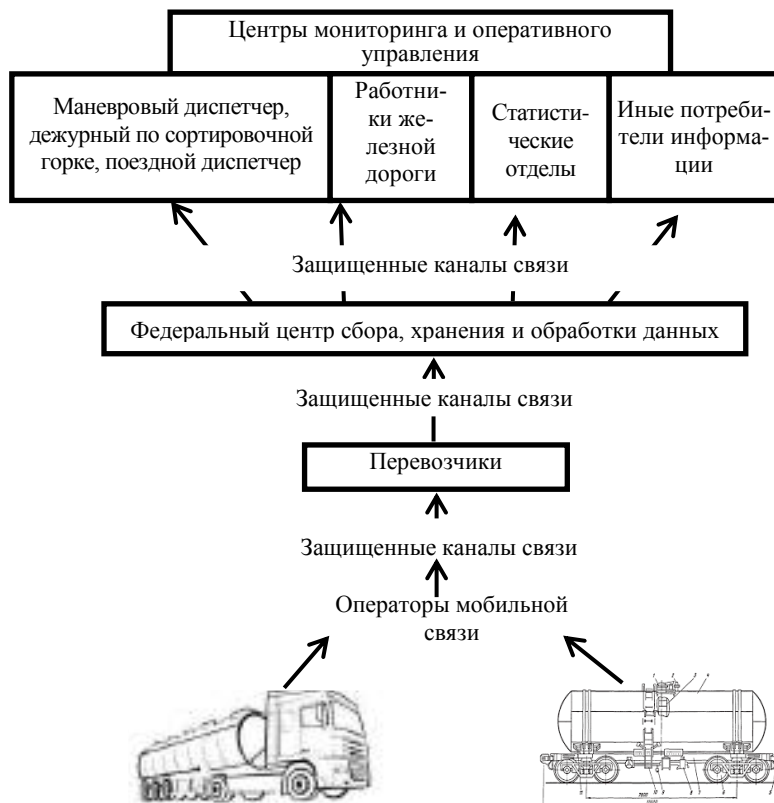 Центры мониторинга и оперативного
управления
Маневровый диспетчер,
дежурный по сортировочной
горке, поездной диспетчер
Работни-
ки же-
лезной
дороги
Статисти-
ческие
отделы
Иные потреби-
тели информа-
ции
Защищенные каналы связи
Федеральный центр сбора, хранения и обработки данных
Защищенные каналы связи
Перевозчики
Защищенные каналы связи
Операторы мобильной
связи